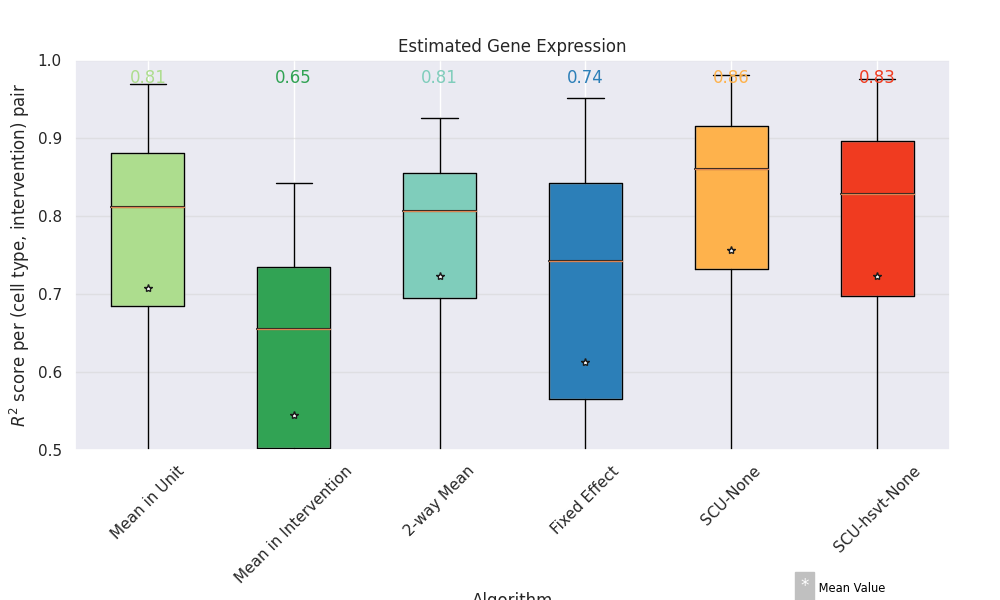 Estimated Gene Expression
R² score per (cell type, intervention) pair
1.0
0.9
0.8
0.7
0.6
0.5
0.81
0.65
0.81
0.74
0.86
0.83
Mean in Unit
Mean in Intervention
2-way Mean
Fixed Effect
SCU-None
SCU-hsvt-None
Algorithm
* Mean Value